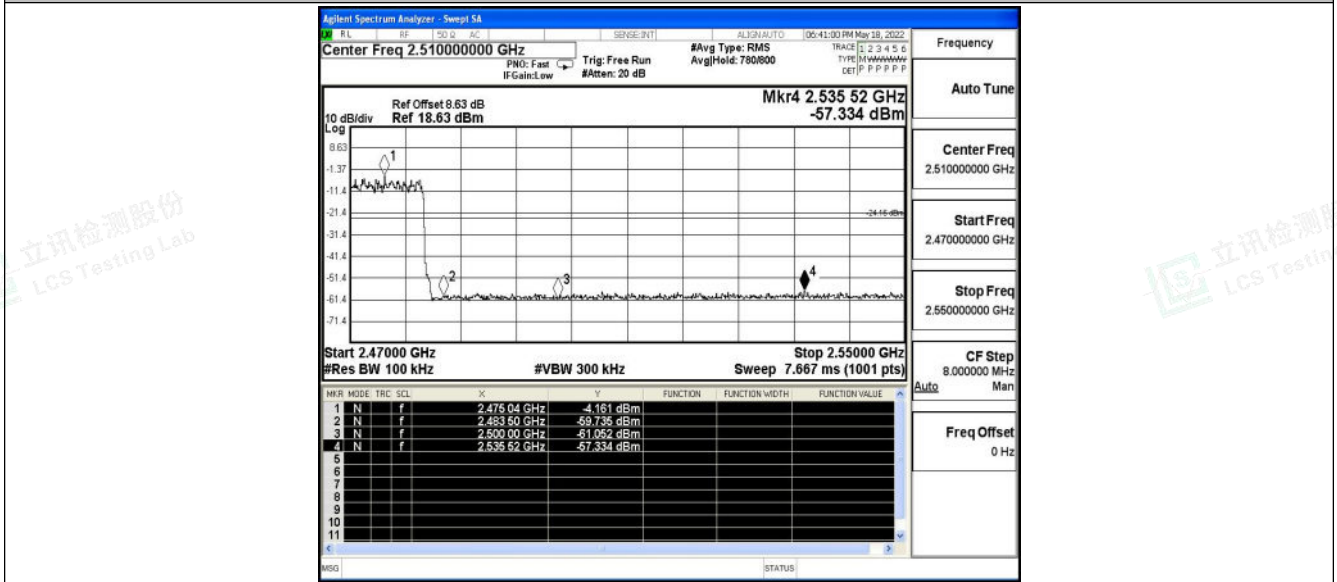 Agilent Spectrum Analyzer - Swept SA
RL RF 50 Ω AC SENSE:INT ALIGNAUTO 06:41:00 PM May 18, 2022
Center Freq 2.510000000 GHz #Avg Type: RMS TRACE 1 2 3 4 5 6
PNO: Fast Trig: Free Run Avg|Hold: 780/800 TYPE M WWWWW
IFGain:Low #Atten: 20 dB DET P P P P P P
Mkr4 2.535 52 GHz
-57.334 dBm
Ref Offset 8.63 dB
10 dB/div Ref 18.63 dBm
Log
8.63
-1.37
-11.4
-21.4
-31.4
-41.4
-51.4
-61.4
-71.4
1
-24.15 dBm
2
3
4
Start 2.47000 GHz Stop 2.55000 GHz
#Res BW 100 kHz #VBW 300 kHz Sweep 7.667 ms (1001 pts)
MKR MODE TRC SCL X Y FUNCTION FUNCTION WIDTH FUNCTION VALUE
1 N f 2.475 04 GHz -4.161 dBm
2 N f 2.483 50 GHz -59.735 dBm
3 N f 2.500 00 GHz -61.052 dBm
4 N f 2.535 52 GHz -57.334 dBm
5
6
7
8
9
10
11
MSG STATUS
Frequency
Auto Tune
Center Freq
2.510000000 GHz
Start Freq
2.470000000 GHz
Stop Freq
2.550000000 GHz
CF Step
8.000000 MHz
Auto Man
Freq Offset
0 Hz
立讯检测股份
LCS Testing Lab
LCS
立讯检测
LCS Testin